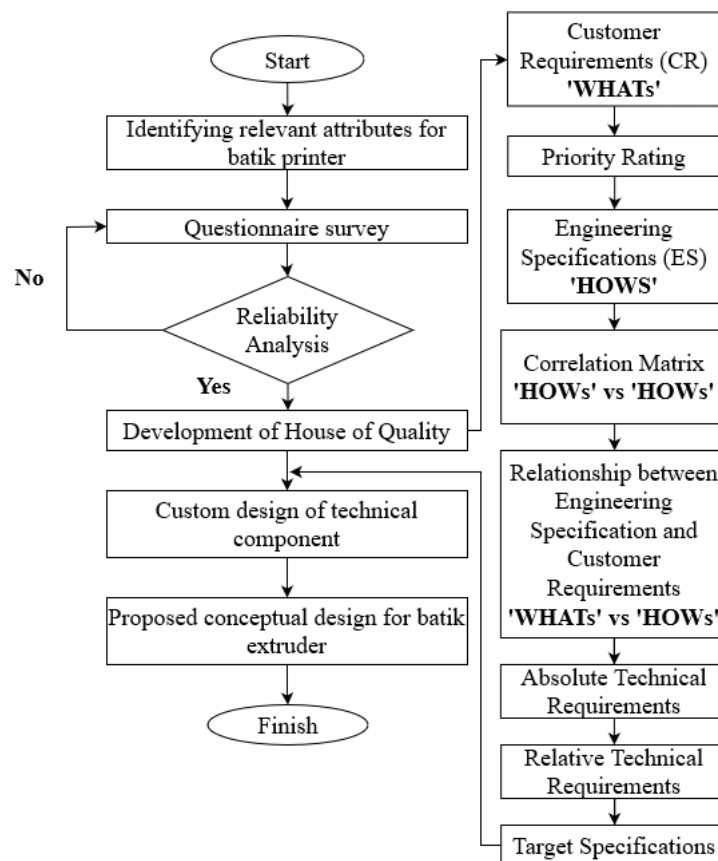 Start
Identifying relevant attributes for
batik printer
Questionnaire survey
No
Reliability
Analysis
Yes
Development of House of Quality
Custom design of technical
component
Proposed conceptual design for batik
extruder
Finish
Customer
Requirements (CR)
'WHATs'
Priority Rating
Engineering
Specifications (ES)
'HOWS'
Correlation Matrix
'HOWs' vs 'HOWs'
Relationship between
Engineering
Specification and
Customer
Requirements
'WHATs' vs 'HOWs'
Absolute Technical
Requirements
Relative Technical
Requirements
Target Specifications